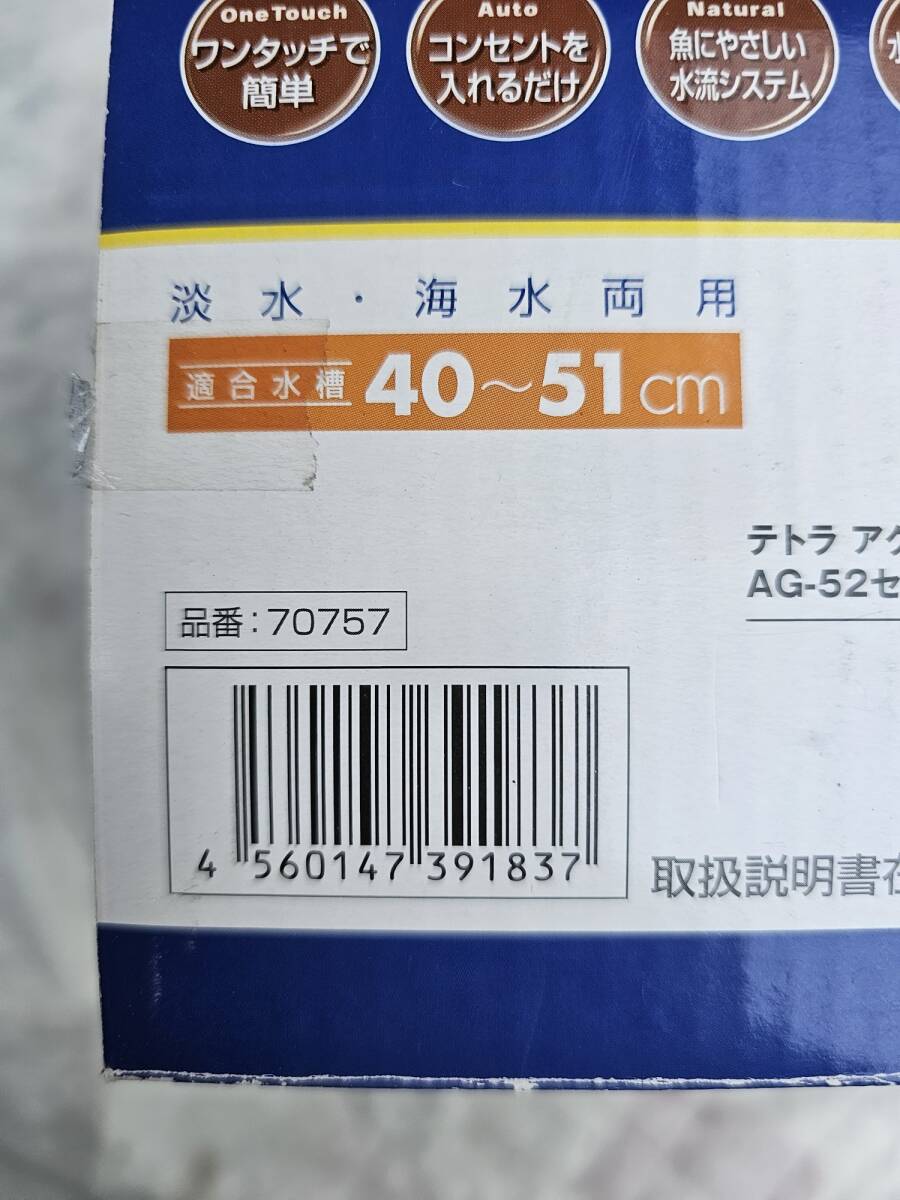 OneTouch
ワンタッチで
簡単
Auto
コンセントを
入れるだけ
Natural
魚にやさしい
水流システム
淡水・海水両用
適合水槽 40～51cm
テトラ アク
AG-52セ
品番：70757
4 560147 391837
取扱説明書在